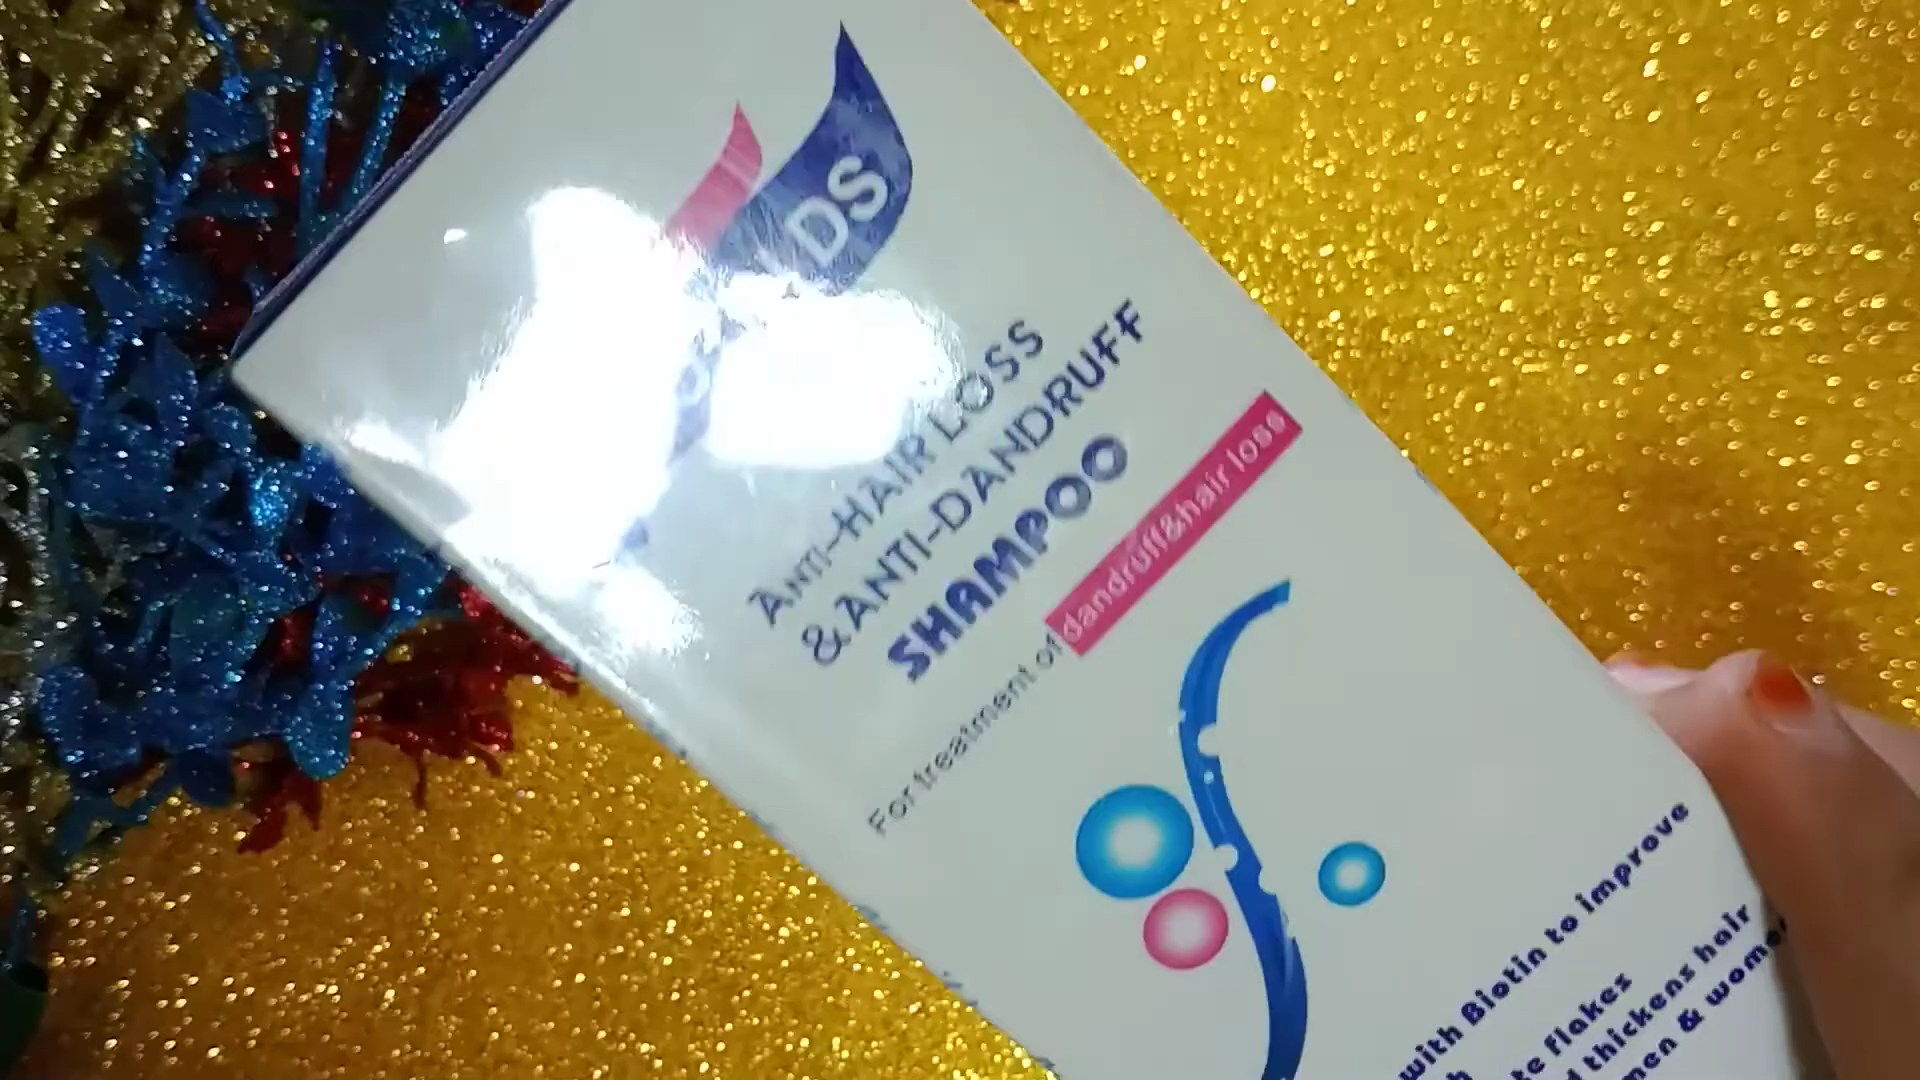 DS
ANTI-HAIR LOSS
&ANTI-DANDRUFF
SHAMPOO
For treatment of dandruff&hair loss
with Biotin to improve
flakes
thickens hair
men & women